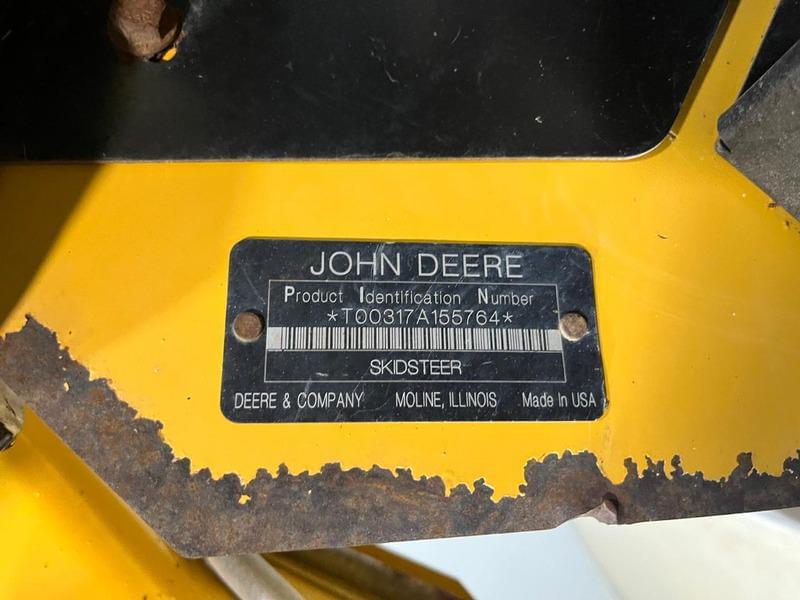 JOHN DEERE
Product Identification Number
*T00317A155764*
SKIDSTEER
DEERE & COMPANY MOLINE, ILLINOIS Made In USA